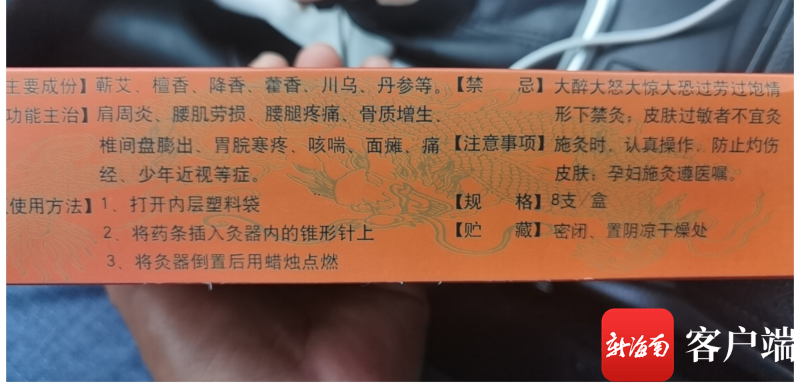 主要成份】蕲艾、檀香、降香、藿香、川乌、丹参等。
功能主治】肩周炎、腰肌劳损、腰腿疼痛、骨质增生、
椎间盘膨出、胃脘寒疼、咳喘、面瘫、痛
经、少年近视等症。
使用方法】1、打开内层塑料袋
2、将药条插入灸器内的锥形针上
3、将灸器倒置后用蜡烛点燃
【禁 忌】大醉大怒大惊大恐过劳过饱情
形下禁灸；皮肤过敏者不宜灸
【注意事项】施灸时、认真操作、防止灼伤
皮肤；孕妇施灸遵医嘱。
【规 格】8支/盒
【贮 藏】密闭、置阴凉干燥处
新海南 客户端